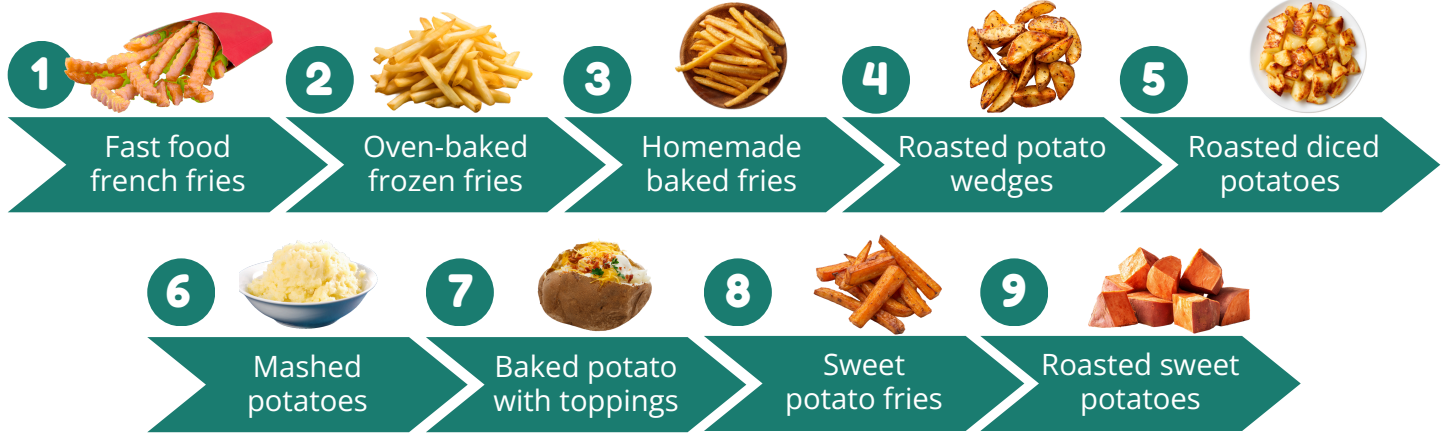 1
2
3
4
5
Fast food
french fries
Oven-baked
frozen fries
Homemade
baked fries
Roasted potato
wedges
Roasted diced
potatoes
6
7
8
9
Mashed
potatoes
Baked potato
with toppings
Sweet
potato fries
Roasted sweet
potatoes